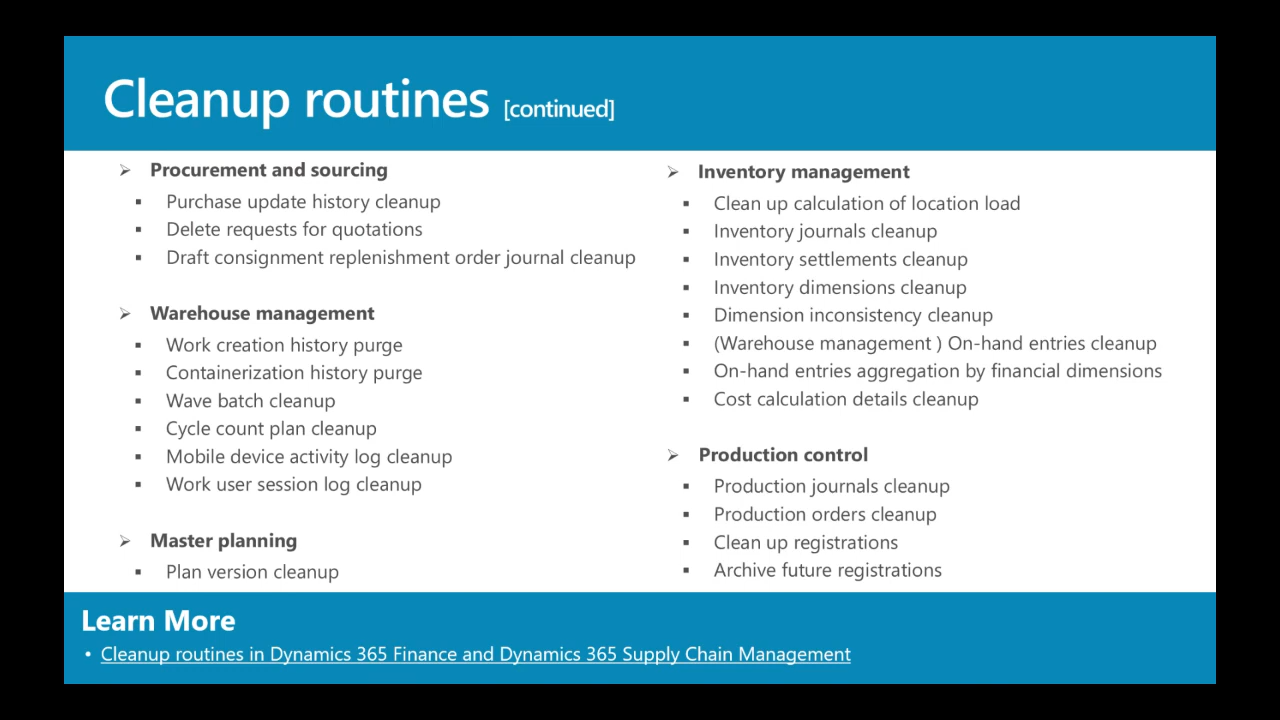 Cleanup routines [continued]
Procurement and sourcing
Purchase update history cleanup
Delete requests for quotations
Draft consignment replenishment order journal cleanup
Warehouse management
Work creation history purge
Containerization history purge
Wave batch cleanup
Cycle count plan cleanup
Mobile device activity log cleanup
Work user session log cleanup
Master planning
Plan version cleanup
Inventory management
Clean up calculation of location load
Inventory journals cleanup
Inventory settlements cleanup
Inventory dimensions cleanup
Dimension inconsistency cleanup
(Warehouse management ) On-hand entries cleanup
On-hand entries aggregation by financial dimensions
Cost calculation details cleanup
Production control
Production journals cleanup
Production orders cleanup
Clean up registrations
Archive future registrations
Learn More
• Cleanup routines in Dynamics 365 Finance and Dynamics 365 Supply Chain Management